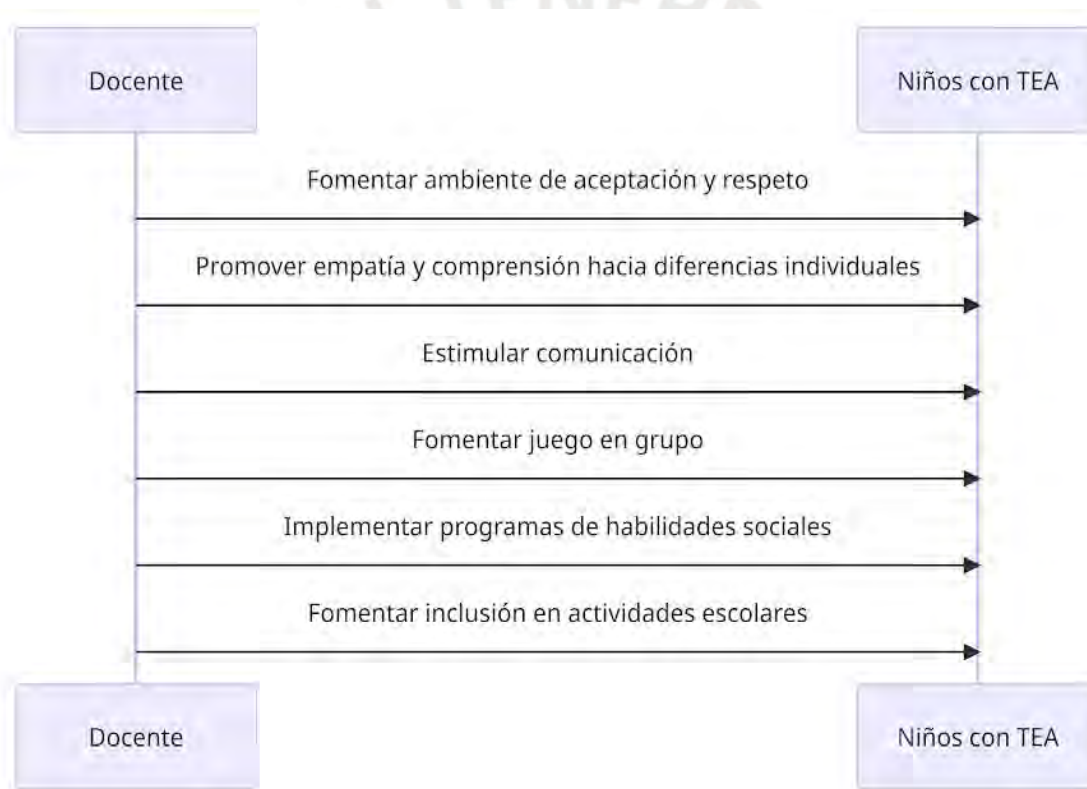 Docente
Niños con TEA
Fomentar ambiente de aceptación y respeto
Promover empatía y comprensión hacia diferencias individuales
Estimular comunicación
Fomentar juego en grupo
Implementar programas de habilidades sociales
Fomentar inclusión en actividades escolares
Docente
Niños con TEA